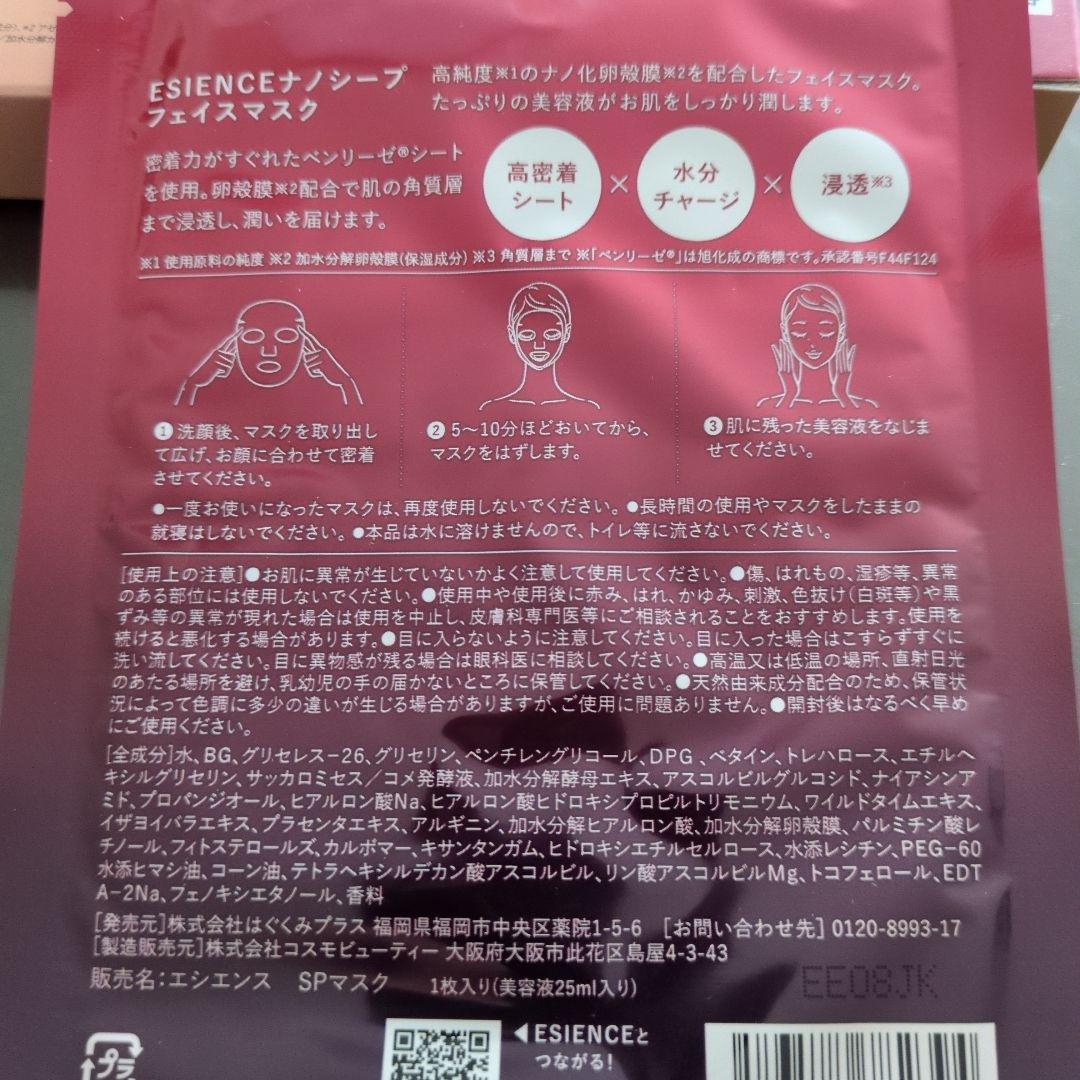 ESIENCEナノシープ
フェイスマスク
高純度※1のナノ化卵殻膜※2を配合したフェイスマスク。
たっぷりの美容液がお肌をしっかり潤します。
密着力がすぐれたベンリーゼ®シート
を使用。卵殻膜※2配合で肌の角質層
まで浸透し、潤いを届けます。
高密着
シート
×
水分
チャージ
×
浸透※3
※1 使用原料の純度 ※2 加水分解卵殻膜(保湿成分) ※3 角質層まで ※「ベンリーゼ®」は旭化成の商標です。承認番号F44F124
① 洗顔後、マスクを取り出し
て広げ、お顔に合わせて密着
させてください。
② 5〜10分ほどおいてから、
マスクをはずします。
③ 肌に残った美容液をなじま
せてください。
●一度お使いになったマスクは、再度使用しないでください。●長時間の使用やマスクをしたままの
就寝はしないでください。●本品は水に溶けませんので、トイレ等に流さないでください。
[使用上の注意]●お肌に異常が生じていないかよく注意して使用してください。●傷、はれもの、湿疹等、異常
のある部位には使用しないでください。●使用中や使用後に赤み、はれ、かゆみ、刺激、色抜け(白斑等)や黒
ずみ等の異常が現れた場合は使用を中止し、皮膚科専門医等にご相談されることをおすすめします。使用を
続けると悪化する場合があります。●目に入らないように注意してください。目に入った場合はこすらずすぐに
洗い流してください。目に異物感が残る場合は眼科医に相談してください。●高温又は低温の場所、直射日光
のあたる場所を避け、乳幼児の手の届かないところに保管してください。●天然由来成分配合のため、保管状
況によって色調に多少の違いが生じる場合がありますが、ご使用に問題ありません。●開封後はなるべく早め
にご使用ください。
[全成分]水、BG、グリセレス-26、グリセリン、ペンチレングリコール、DPG、ベタイン、トレハロース、エチルヘ
キシルグリセリン、サッカロミセス/コメ発酵液、加水分解酵母エキス、アスコルビルグルコシド、ナイアシンア
ミド、プロパンジオール、ヒアルロン酸Na、ヒアルロン酸ヒドロキシプロピルトリモニウム、ワイルドタイムエキス、
イザヨイバラエキス、プラセンタエキス、アルギニン、加水分解ヒアルロン酸、加水分解卵殻膜、パルミチン酸レ
チノール、フィトステロールズ、カルボマー、キサンタンガム、ヒドロキシエチルセルロース、水添レシチン、PEG-60
水添ヒマシ油、コーン油、テトラヘキシルデカン酸アスコルビル、リン酸アスコルビルMg、トコフェロール、EDT
A-2Na、フェノキシエタノール、香料
[発売元]株式会社はぐくみプラス 福岡県福岡市中央区薬院1-5-6 [お問い合わせ先] 0120-8993-17
[製造販売元]株式会社コスモビューティー 大阪府大阪市此花区島屋4-3-43
販売名:エシエンス SPマスク 1枚入り(美容液25ml入り)
EE08JK
プラ
◀ESIENCEと
つながる!